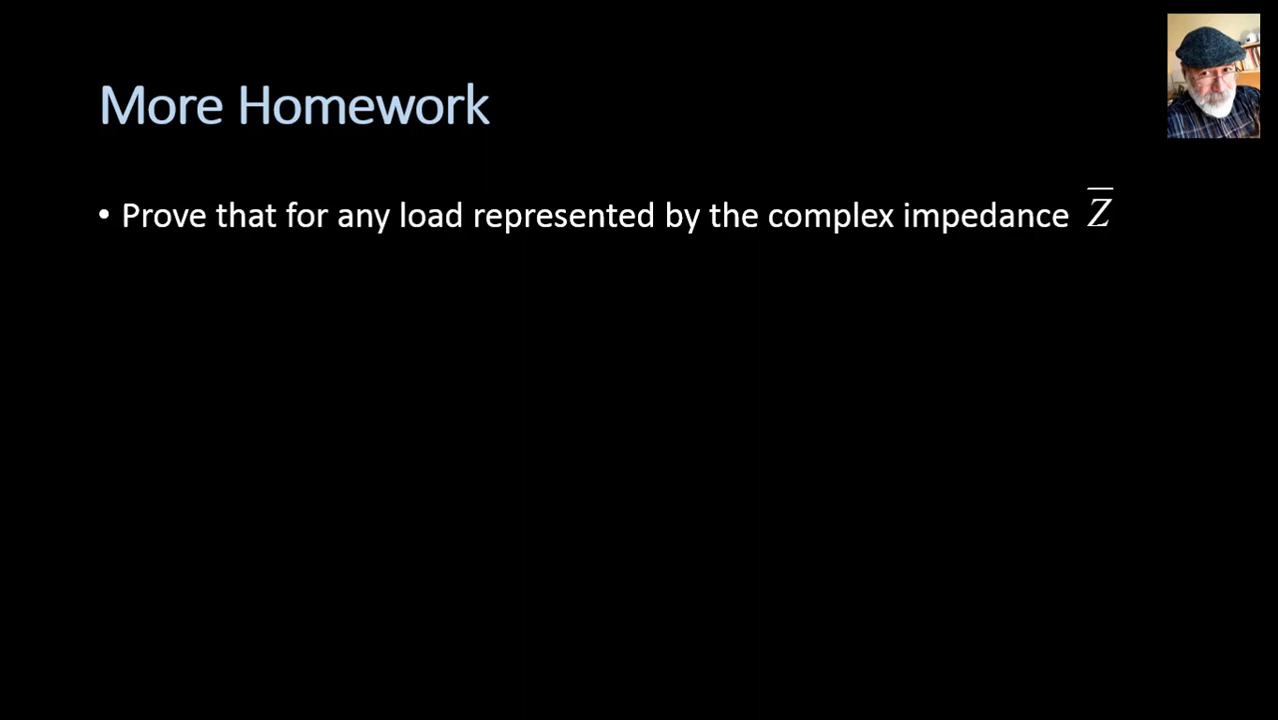 More Homework
• Prove that for any load represented by the complex impedance Z̅